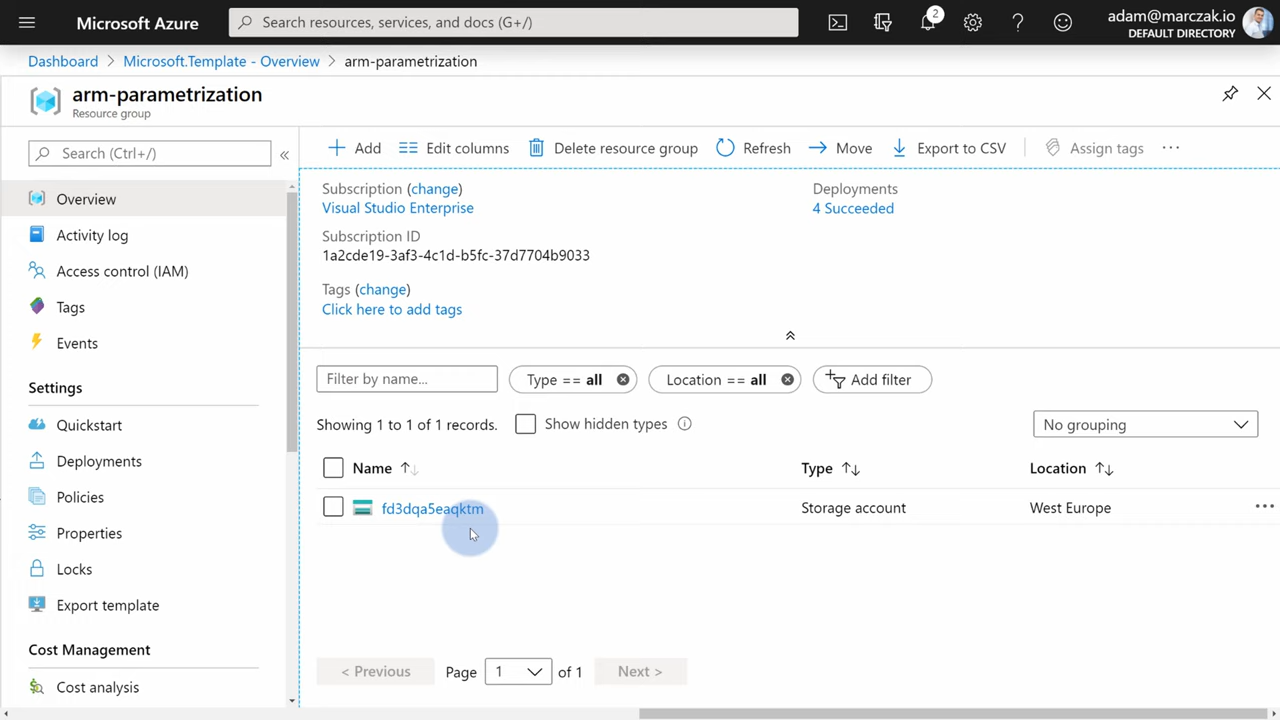 Microsoft Azure
Search resources, services, and docs (G+/)
2
adam@marczak.io
DEFAULT DIRECTORY
Dashboard > Microsoft.Template - Overview > arm-parametrization
arm-parametrization
Resource group
Search (Ctrl+/)
«
Overview
Activity log
Access control (IAM)
Tags
Events
Settings
Quickstart
Deployments
Policies
Properties
Locks
Export template
Cost Management
Cost analysis
Add Edit columns Delete resource group Refresh Move Export to CSV Assign tags ...
Subscription (change)
Visual Studio Enterprise
Deployments
4 Succeeded
Subscription ID
1a2cde19-3af3-4c1d-b5fc-37d7704b9033
Tags (change)
Click here to add tags
Filter by name...
Type == all
Location == all
Add filter
Showing 1 to 1 of 1 records.
Show hidden types
No grouping
Name Type Location
fd3dqa5eaqktm Storage account West Europe
< Previous Page 1 of 1 Next >